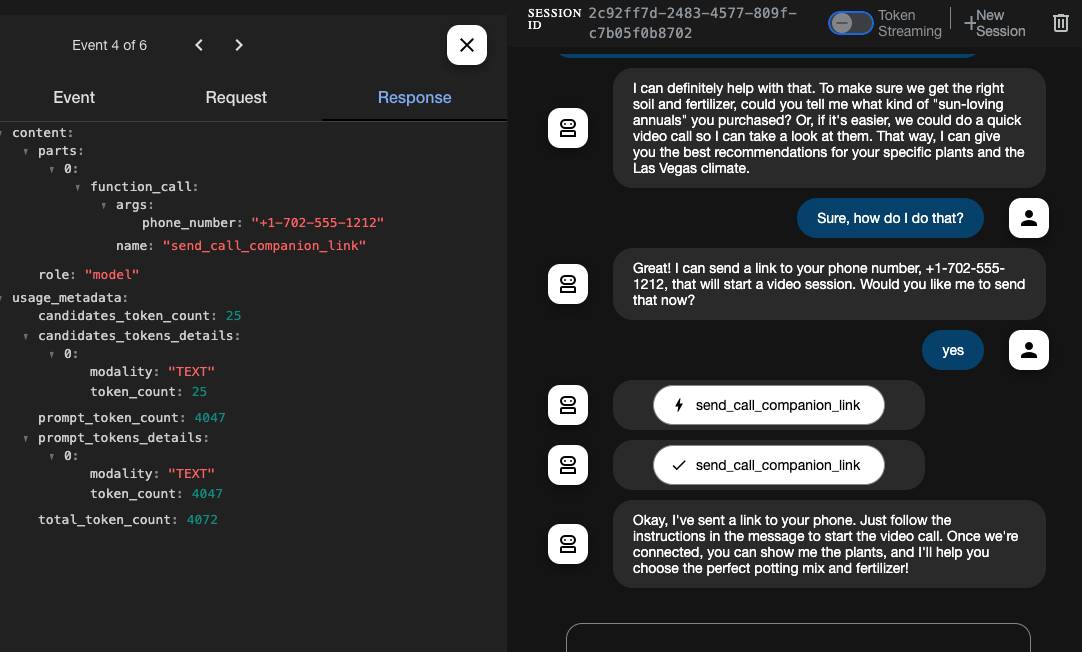 Event 4 of 6
Event Request Response
content:
parts:
0:
function_call:
args:
phone_number: "+1-702-555-1212"
name: "send_call_companion_link"
role: "model"
usage_metadata:
candidates_token_count: 25
candidates_tokens_details:
0:
modality: "TEXT"
token_count: 25
prompt_token_count: 4047
prompt_tokens_details:
0:
modality: "TEXT"
token_count: 4047
total_token_count: 4072
SESSION
ID
2c92ff7d-2483-4577-809f-
c7b05f0b8702
Token
Streaming
New
Session
I can definitely help with that. To make sure we get the right
soil and fertilizer, could you tell me what kind of "sun-loving
annuals" you purchased? Or, if it's easier, we could do a quick
video call so I can take a look at them. That way, I can give
you the best recommendations for your specific plants and the
Las Vegas climate.
Sure, how do I do that?
Great! I can send a link to your phone number, +1-702-555-
1212, that will start a video session. Would you like me to send
that now?
yes
send_call_companion_link
send_call_companion_link
Okay, I've sent a link to your phone. Just follow the
instructions in the message to start the video call. Once we're
connected, you can show me the plants, and I'll help you
choose the perfect potting mix and fertilizer!